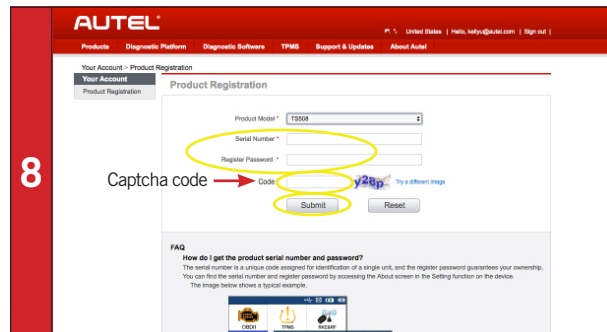 AUTEL
United States | Hello, kellyu@autel.com | Sign out |
Products Diagnostic Platform Diagnostic Software TPMS Support & Updates About Autel
Your Account > Product Registration
Your Account
Product Registration
Product Registration
Product Model * TS508
Serial Number *
Register Password *
8
Captcha code
Code
y28p
Try a different image
Submit Reset
FAQ
How do I get the product serial number and password?
The serial number is a unique code assigned for identification of a single unit, and the register password guarantees your ownership.
You can find the serial number and register password by accessing the About screen in the Setting function on the device.
The image below shows a typical example.
OBDII TPMS RKE&RF